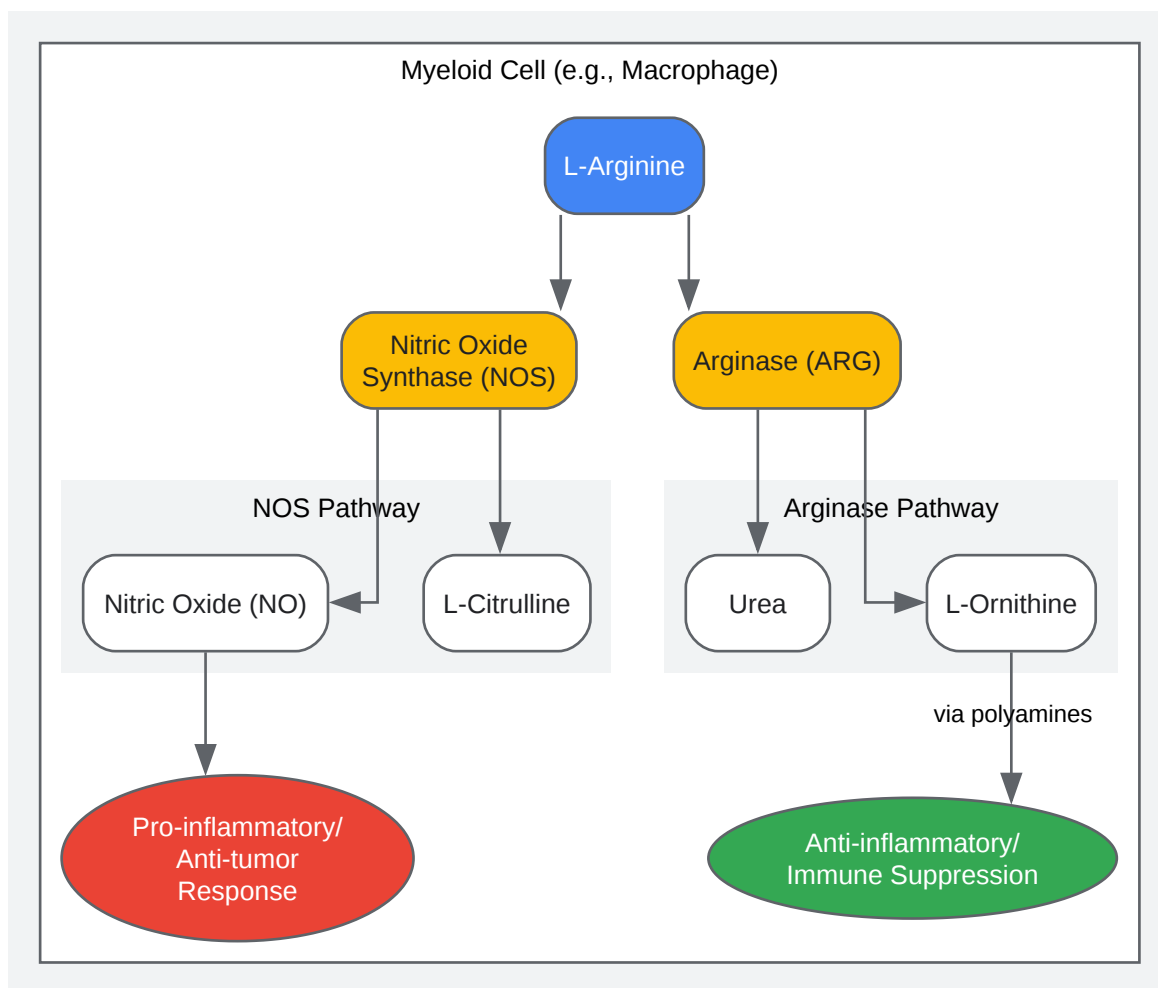 Myeloid Cell (e.g., Macrophage)
L-Arginine
Nitric Oxide
Synthase (NOS)
Arginase (ARG)
NOS Pathway
Arginase Pathway
Nitric Oxide (NO)
L-Citrulline
Urea
L-Ornithine
via polyamines
Pro-inflammatory/
Anti-tumor
Response
Anti-inflammatory/
Immune Suppression